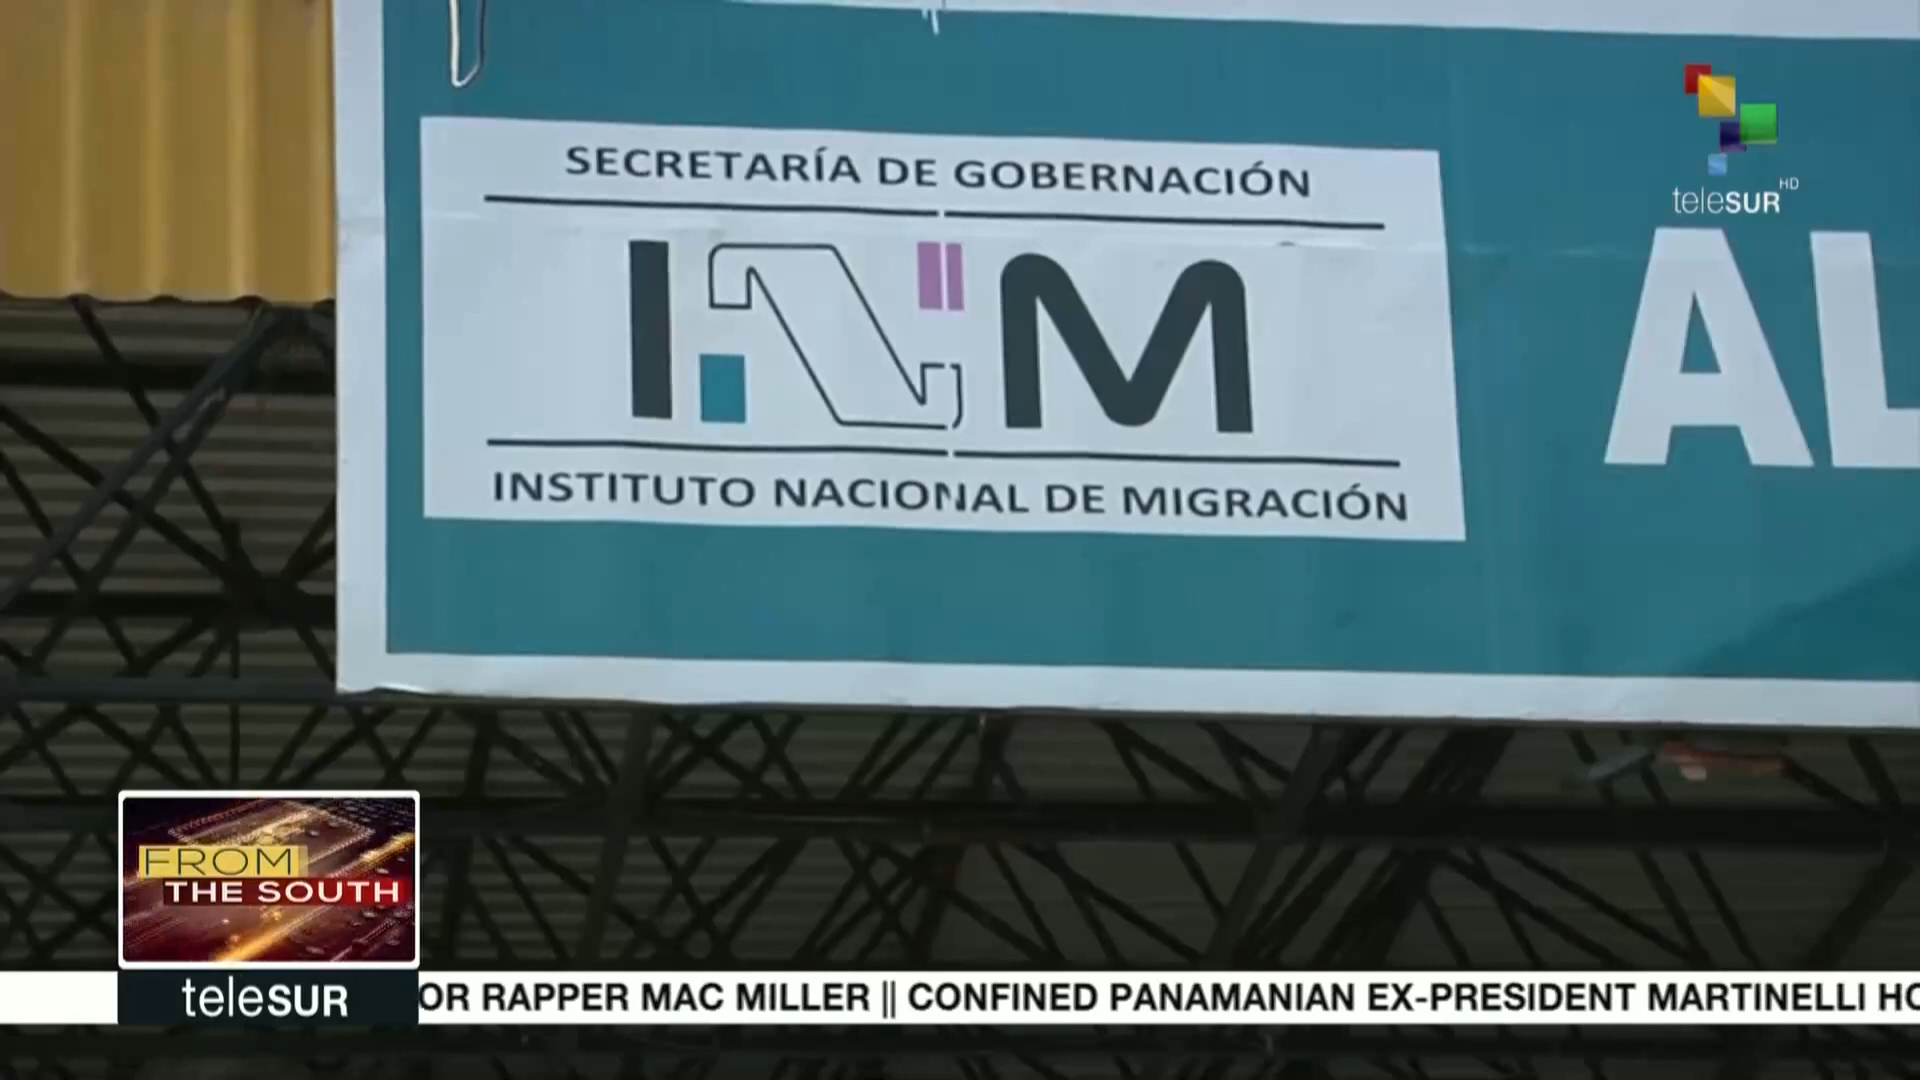 SECRETARÍA DE GOBERNACIÓN
INM
INSTITUTO NACIONAL DE MIGRACIÓN
AL
teleSUR HD
FROM
THE SOUTH
teleSUR
OR RAPPER MAC MILLER || CONFINED PANAMANIAN EX-PRESIDENT MARTINELLI HO